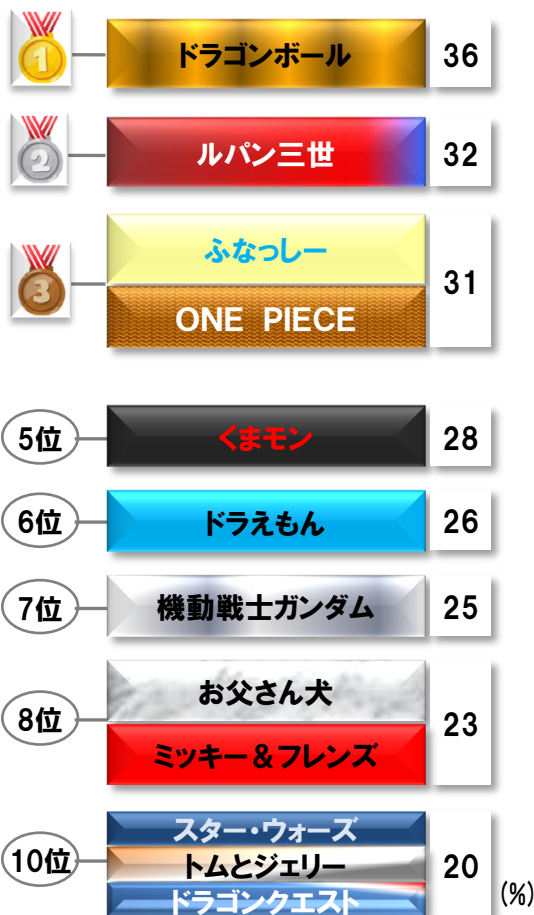 1
ドラゴンボール 36
2
ルパン三世 32
3
ふなっしー
ONE PIECE
31
5位 くまモン 28
6位 ドラえもん 26
7位 機動戦士ガンダム 25
8位
お父さん犬
ミッキー&フレンズ
23
10位
スター・ウォーズ
トムとジェリー
ドラゴンクエスト
20
(%)